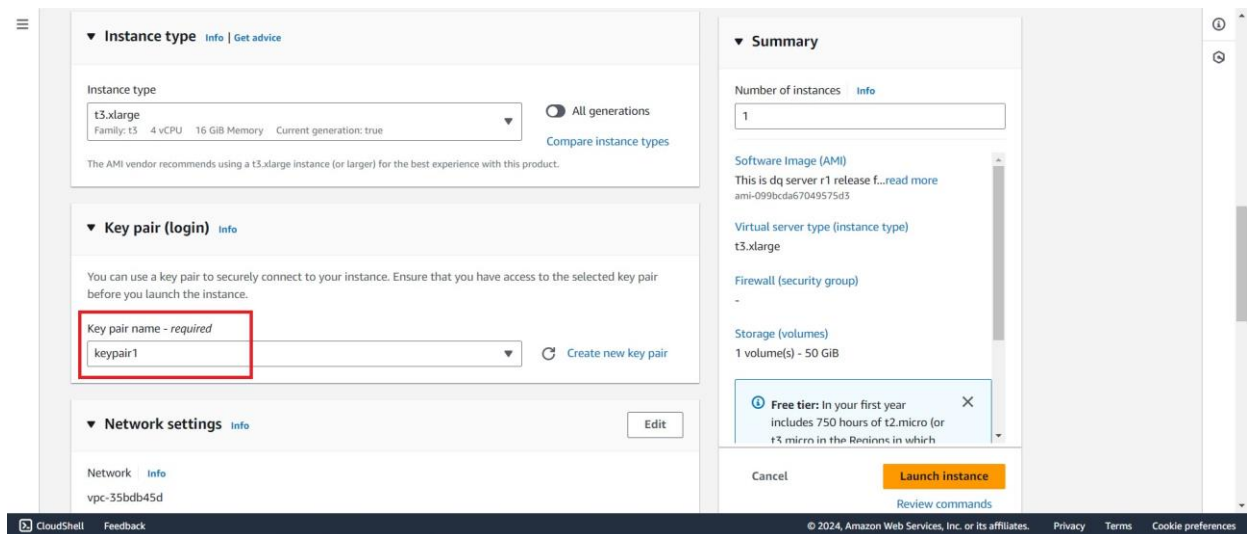 Instance type Info | Get advice
Instance type
t3.xlarge
Family: t3 4 vCPU 16 GiB Memory Current generation: true
All generations
Compare instance types
The AMI vendor recommends using a t3.xlarge instance (or larger) for the best experience with this product.
Key pair (login) Info
You can use a key pair to securely connect to your instance. Ensure that you have access to the selected key pair
before you launch the instance.
Key pair name - required
keypair1
Create new key pair
Network settings Info
Edit
Network Info
vpc-35bdb45d
Summary
Number of instances Info
1
Software Image (AMI)
This is dq server r1 release f...read more
ami-099bcda67049575d3
Virtual server type (instance type)
t3.xlarge
Firewall (security group)
-
Storage (volumes)
1 volume(s) - 50 GiB
Free tier: In your first year
includes 750 hours of t2.micro (or
t3.micro in the Regions in which
Cancel
Launch instance
Review commands
CloudShell Feedback
© 2024, Amazon Web Services, Inc. or its affiliates. Privacy Terms Cookie preferences